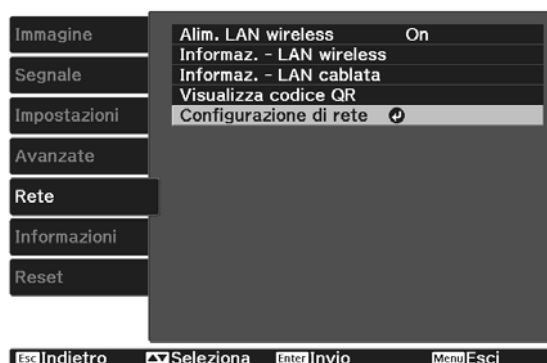 Immagine
Segnale
Impostazioni
Avanzate
Rete
Informazioni
Reset
Alim. LAN wireless On
Informaz. - LAN wireless
Informaz. - LAN cablata
Visualizza codice QR
Configurazione di rete
Esc Indietro Seleziona Enter Invio Menu Esci